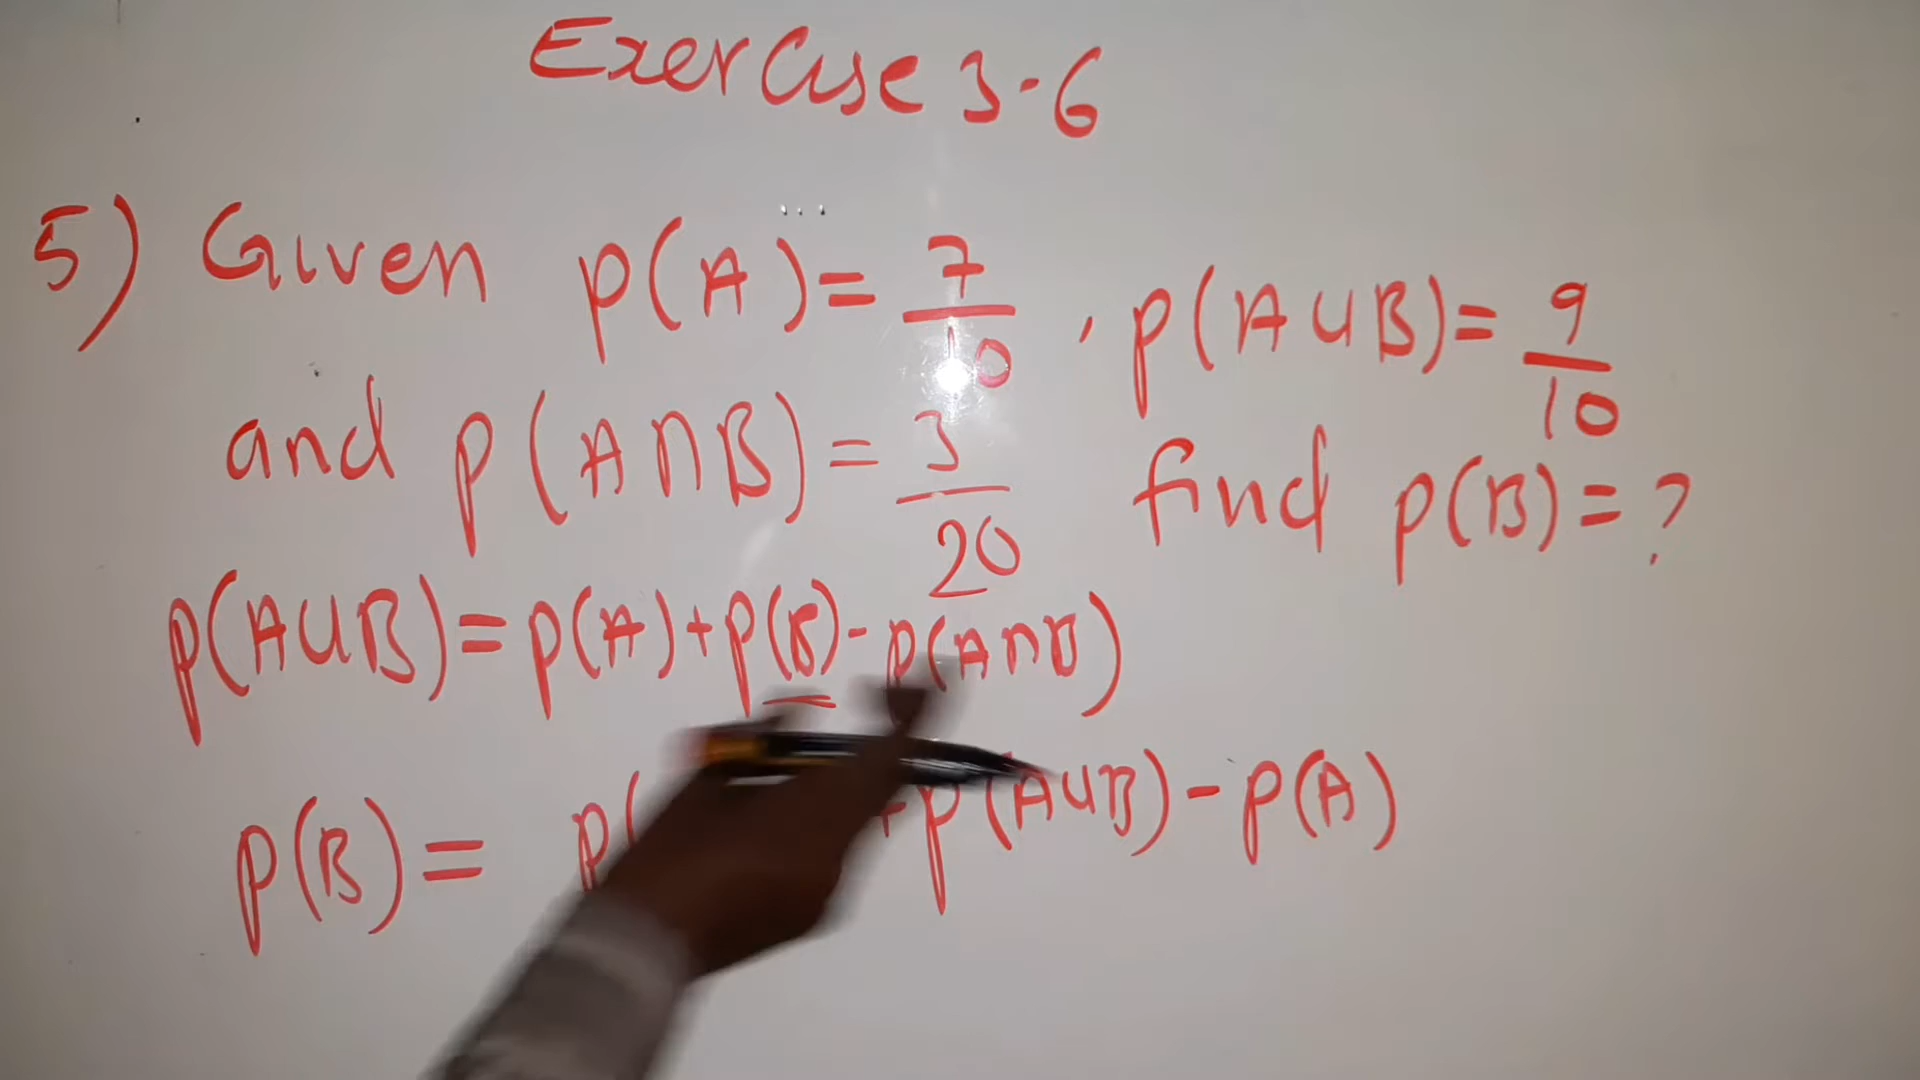 Exercise 3.6
5) Given p(A) = 7/10 , p(A∪B) = 9/10
and p(A∩B) = 3/20 find p(B) = ?
p(A∪B) = p(A) + p(B) - p(A∩B)
p(B) = p( + p(A∪B) - p(A)